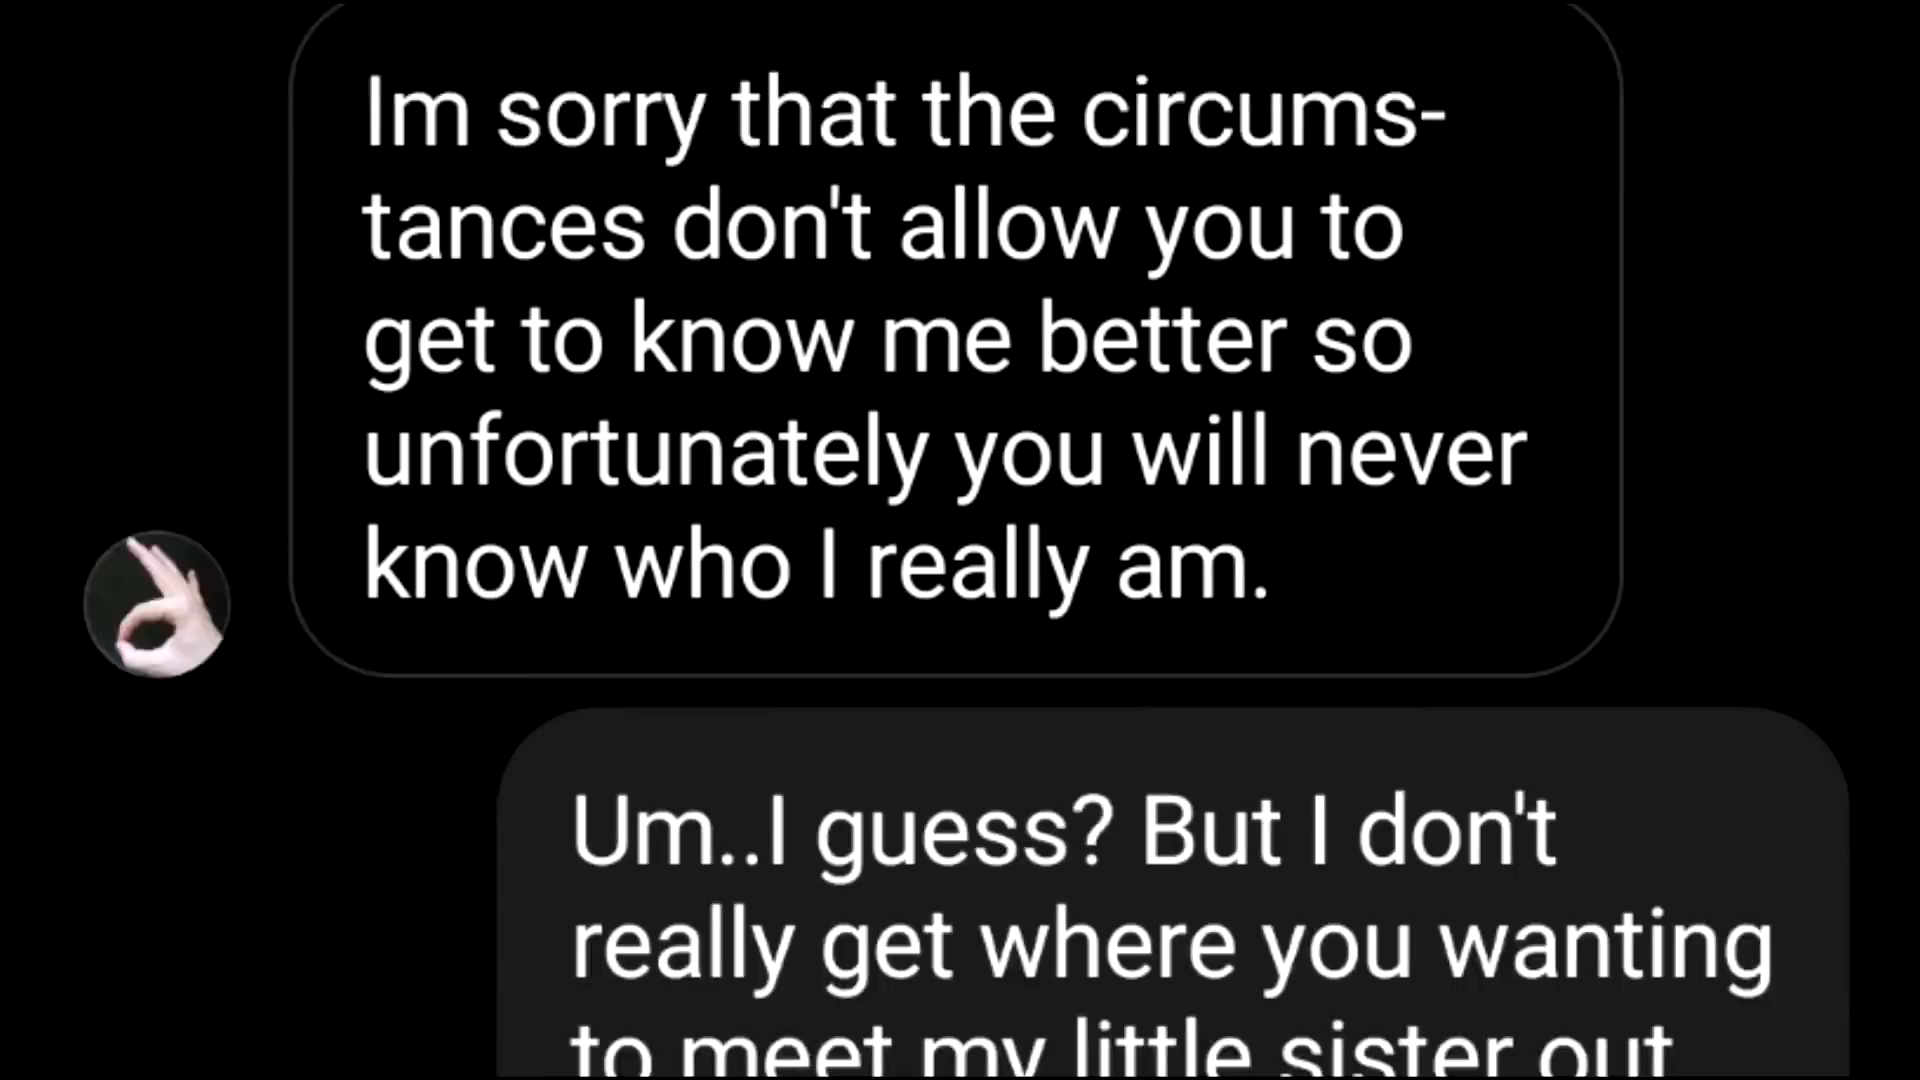 Im sorry that the circums-
tances don't allow you to
get to know me better so
unfortunately you will never
know who I really am.
Um..I guess? But I don't
really get where you wanting
to meet my little sister out